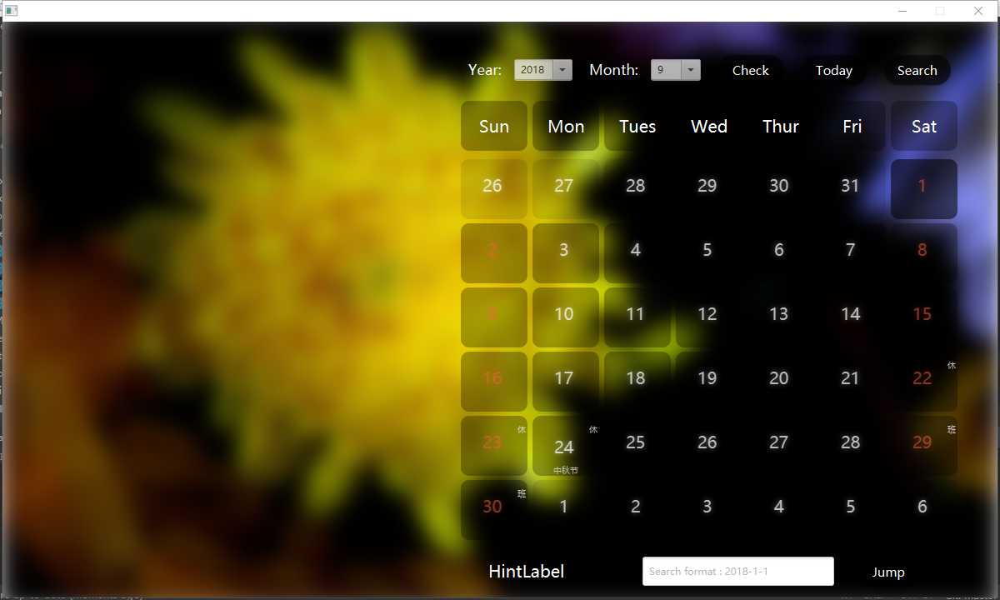 Year: 2018 Month: 9 Check Today Search
Sun Mon Tues Wed Thur Fri Sat
26 27 28 29 30 31 1
2 3 4 5 6 7 8
9 10 11 12 13 14 15
16 17 18 19 20 21 22 休
23 休 24 休 25 26 27 28 29 班
中秋节
30 班 1 2 3 4 5 6
HintLabel Search format : 2018-1-1 Jump